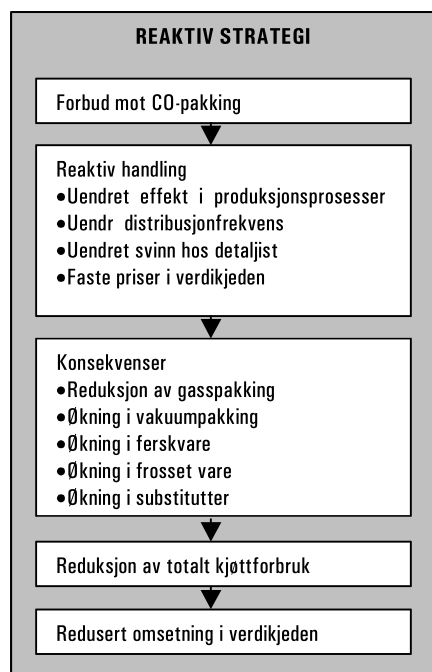 REAKTIV STRATEGI
Forbud mot CO-pakking
Reaktiv handling
•Uendret effekt i produksjonsprosesser
•Uendr distribusjonfrekvens
•Uendret svinn hos detaljist
•Faste priser i verdikjeden
Konsekvenser
•Reduksjon av gasspakking
•Økning i vakuumpakking
•Økning i ferskvare
•Økning i frosset vare
•Økning i substitutter
Reduksjon av totalt kjøttforbruk
Redusert omsetning i verdikjeden